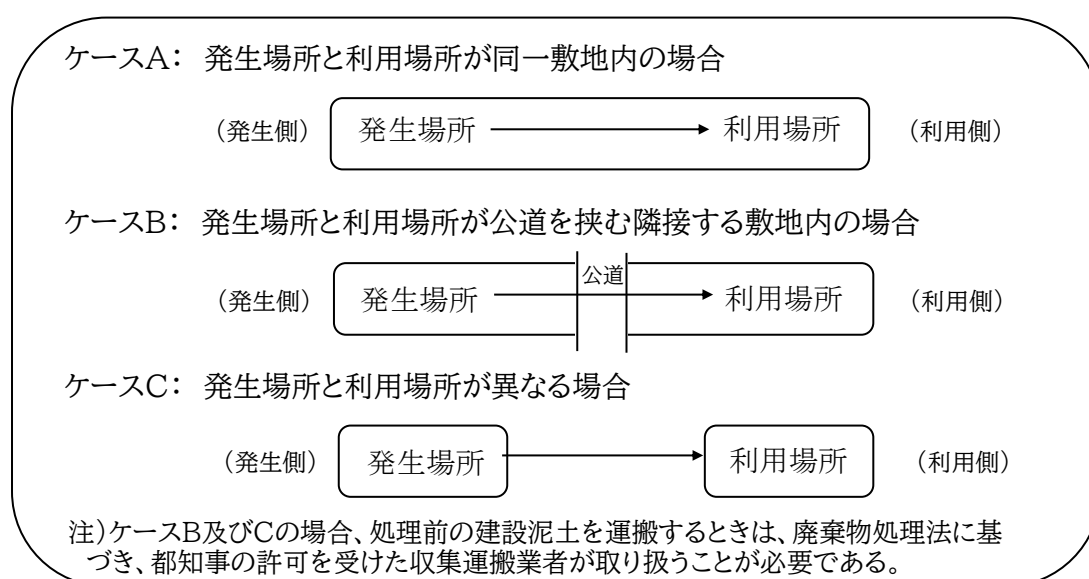 ケースA： 発生場所と利用場所が同一敷地内の場合
（発生側） 発生場所 利用場所 （利用側）
ケースB： 発生場所と利用場所が公道を挟む隣接する敷地内の場合
（発生側） 発生場所 公道 利用場所 （利用側）
ケースC： 発生場所と利用場所が異なる場合
（発生側） 発生場所 利用場所 （利用側）
注）ケースB及びCの場合、処理前の建設泥土を運搬するときは、廃棄物処理法に基
づき、都知事の許可を受けた収集運搬業者が取り扱うことが必要である。